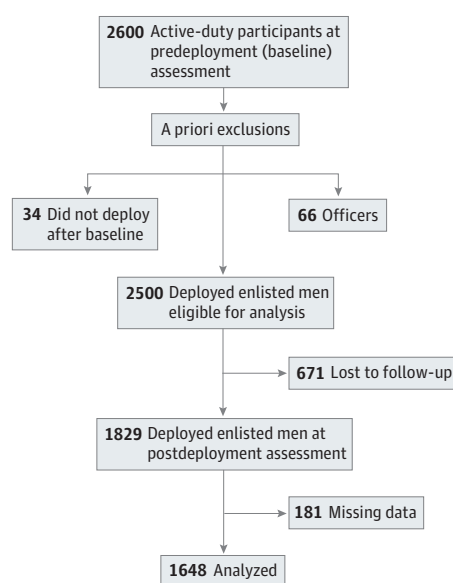 2600 Active-duty participants at
predeployment (baseline)
assessment
A priori exclusions
34 Did not deploy
after baseline
66 Officers
2500 Deployed enlisted men
eligible for analysis
671 Lost to follow-up
1829 Deployed enlisted men at
postdeployment assessment
181 Missing data
1648 Analyzed